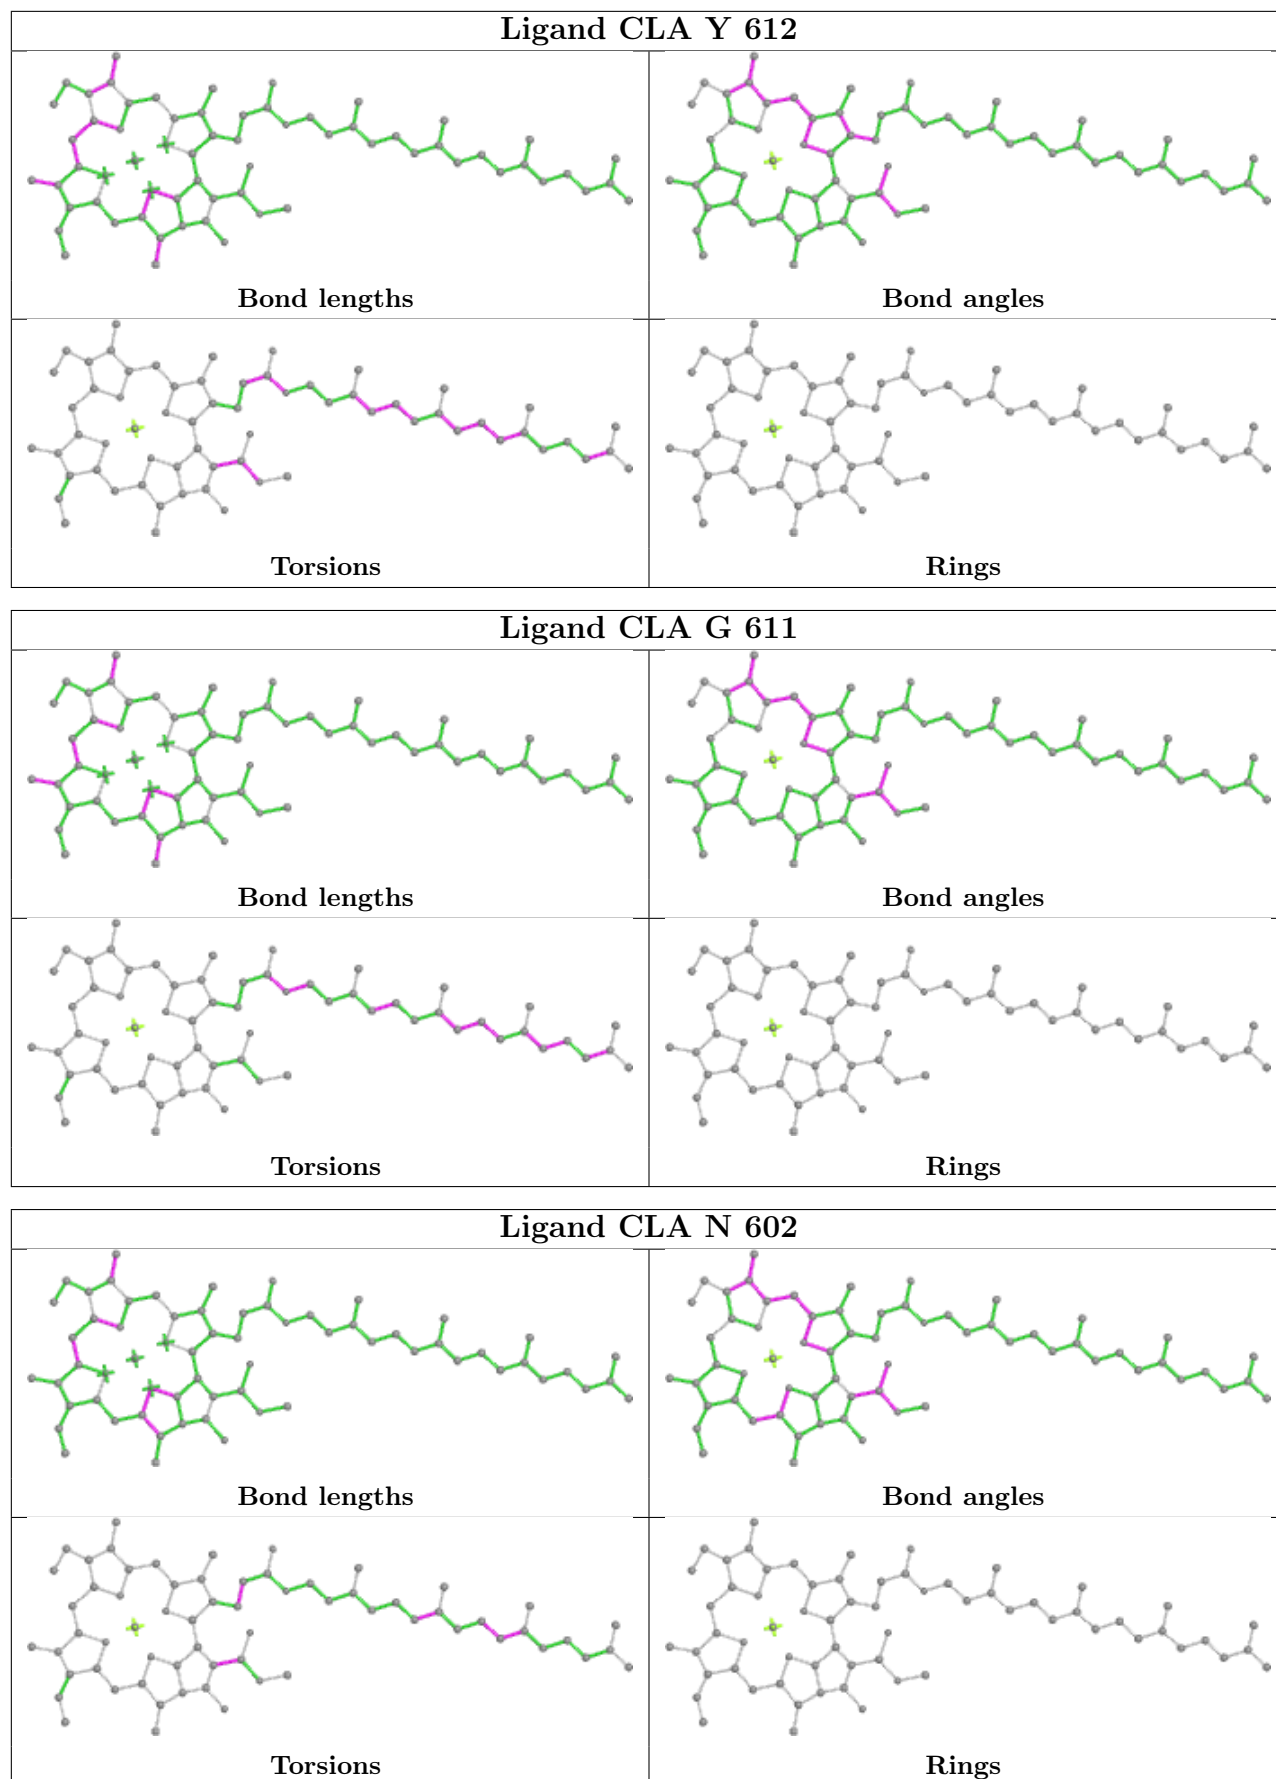 Ligand CLA Y 612
Bond lengths
Bond angles
Torsions
Rings
Ligand CLA G 611
Bond lengths
Bond angles
Torsions
Rings
Ligand CLA N 602
Bond lengths
Bond angles
Torsions
Rings